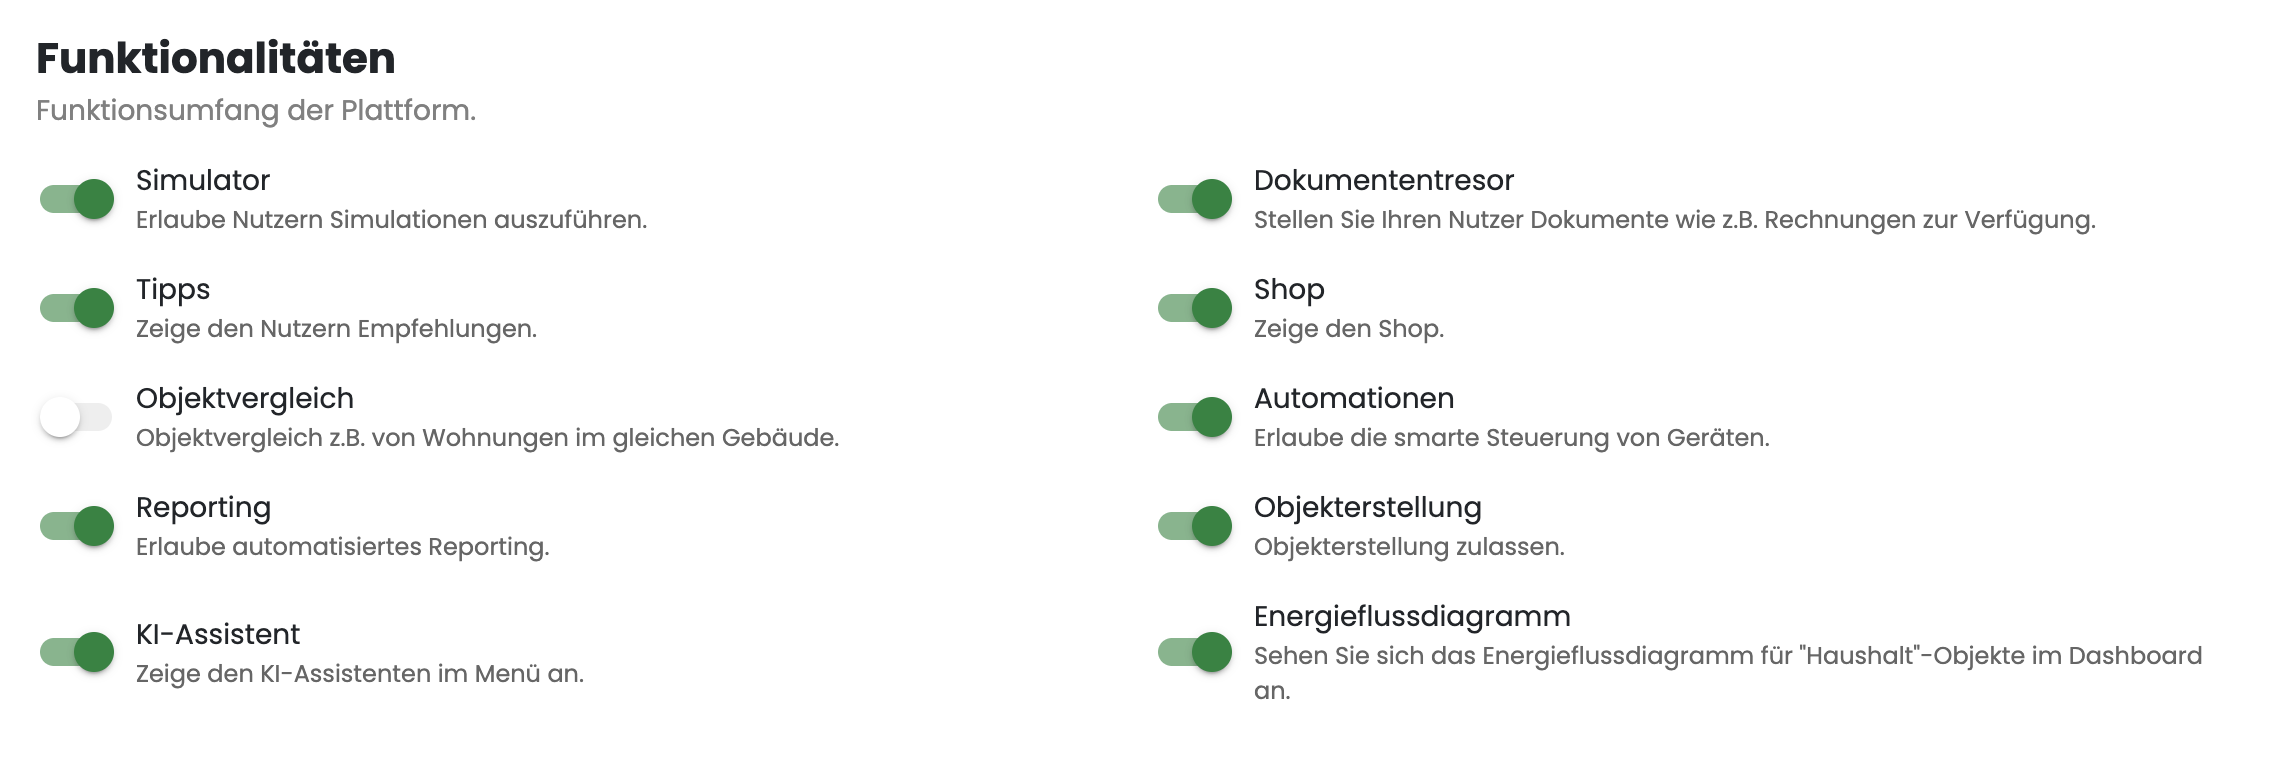 Funktionalitäten
Funktionsumfang der Plattform.
Simulator
Erlaube Nutzern Simulationen auszuführen.
Dokumententresor
Stellen Sie Ihren Nutzer Dokumente wie z.B. Rechnungen zur Verfügung.
Tipps
Zeige den Nutzern Empfehlungen.
Shop
Zeige den Shop.
Objektvergleich
Objektvergleich z.B. von Wohnungen im gleichen Gebäude.
Automationen
Erlaube die smarte Steuerung von Geräten.
Reporting
Erlaube automatisiertes Reporting.
Objekterstellung
Objekterstellung zulassen.
KI-Assistent
Zeige den KI-Assistenten im Menü an.
Energieflussdiagramm
Sehen Sie sich das Energieflussdiagramm für "Haushalt"-Objekte im Dashboard
an.